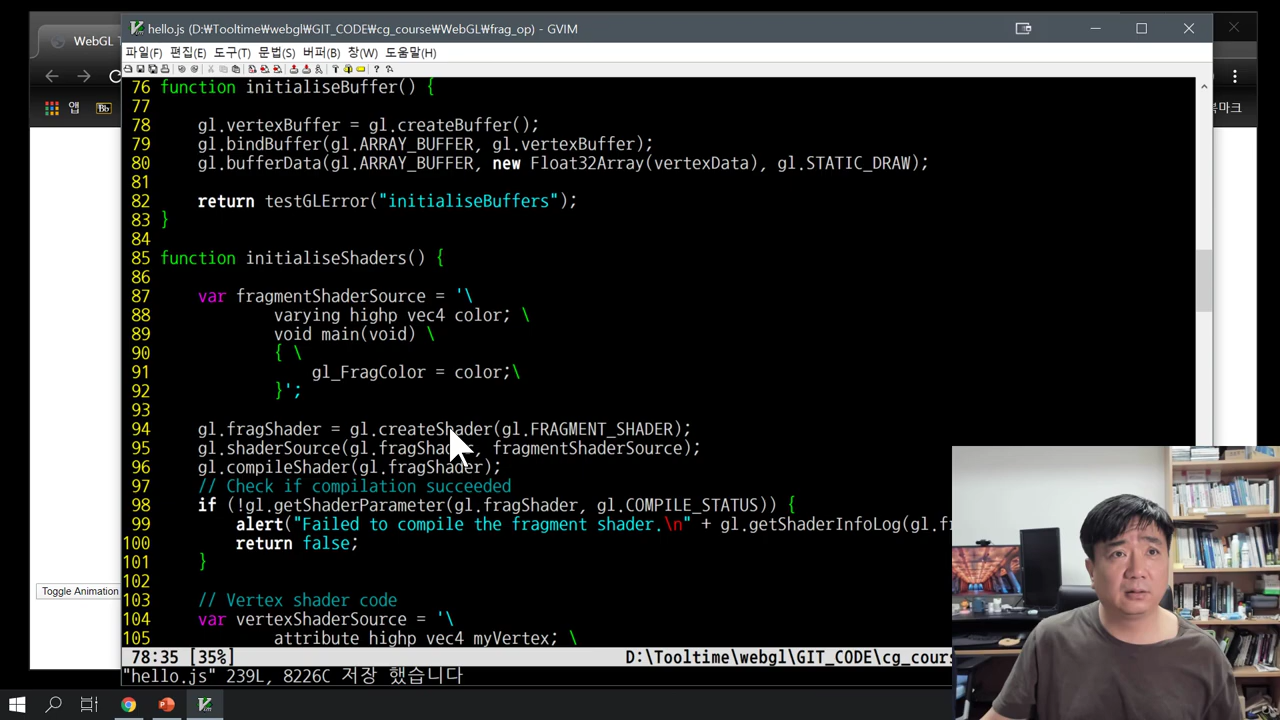 WebGL T
hello.js (D:₩Tooltime₩webgl₩GIT_CODE₩cg_course₩WebGL₩frag_op) - GVIM
파일(F) 편집(E) 도구(T) 문법(S) 버퍼(B) 창(W) 도움말(H)
앱 Bb
북마크
76 function initialiseBuffer() {
77
78 gl.vertexBuffer = gl.createBuffer();
79 gl.bindBuffer(gl.ARRAY_BUFFER, gl.vertexBuffer);
80 gl.bufferData(gl.ARRAY_BUFFER, new Float32Array(vertexData), gl.STATIC_DRAW);
81
82 return testGLError("initialiseBuffers");
83 }
84
85 function initialiseShaders() {
86
87 var fragmentShaderSource = '\
88 varying highp vec4 color; \
89 void main(void) \
90 { \
91 gl_FragColor = color;\
92 }';
93
94 gl.fragShader = gl.createShader(gl.FRAGMENT_SHADER);
95 gl.shaderSource(gl.fragShader, fragmentShaderSource);
96 gl.compileShader(gl.fragShader);
97 // Check if compilation succeeded
98 if (!gl.getShaderParameter(gl.fragShader, gl.COMPILE_STATUS)) {
99 alert("Failed to compile the fragment shader.\n" + gl.getShaderInfoLog(gl.f
100 return false;
101 }
102
103 // Vertex shader code
104 var vertexShaderSource = '\
105 attribute highp vec4 myVertex; \
Toggle Animation
78:35 [35%] D:\Tooltime\webgl\GIT_CODE\cg_cours
"hello.js" 239L, 8226C 저장 했습니다